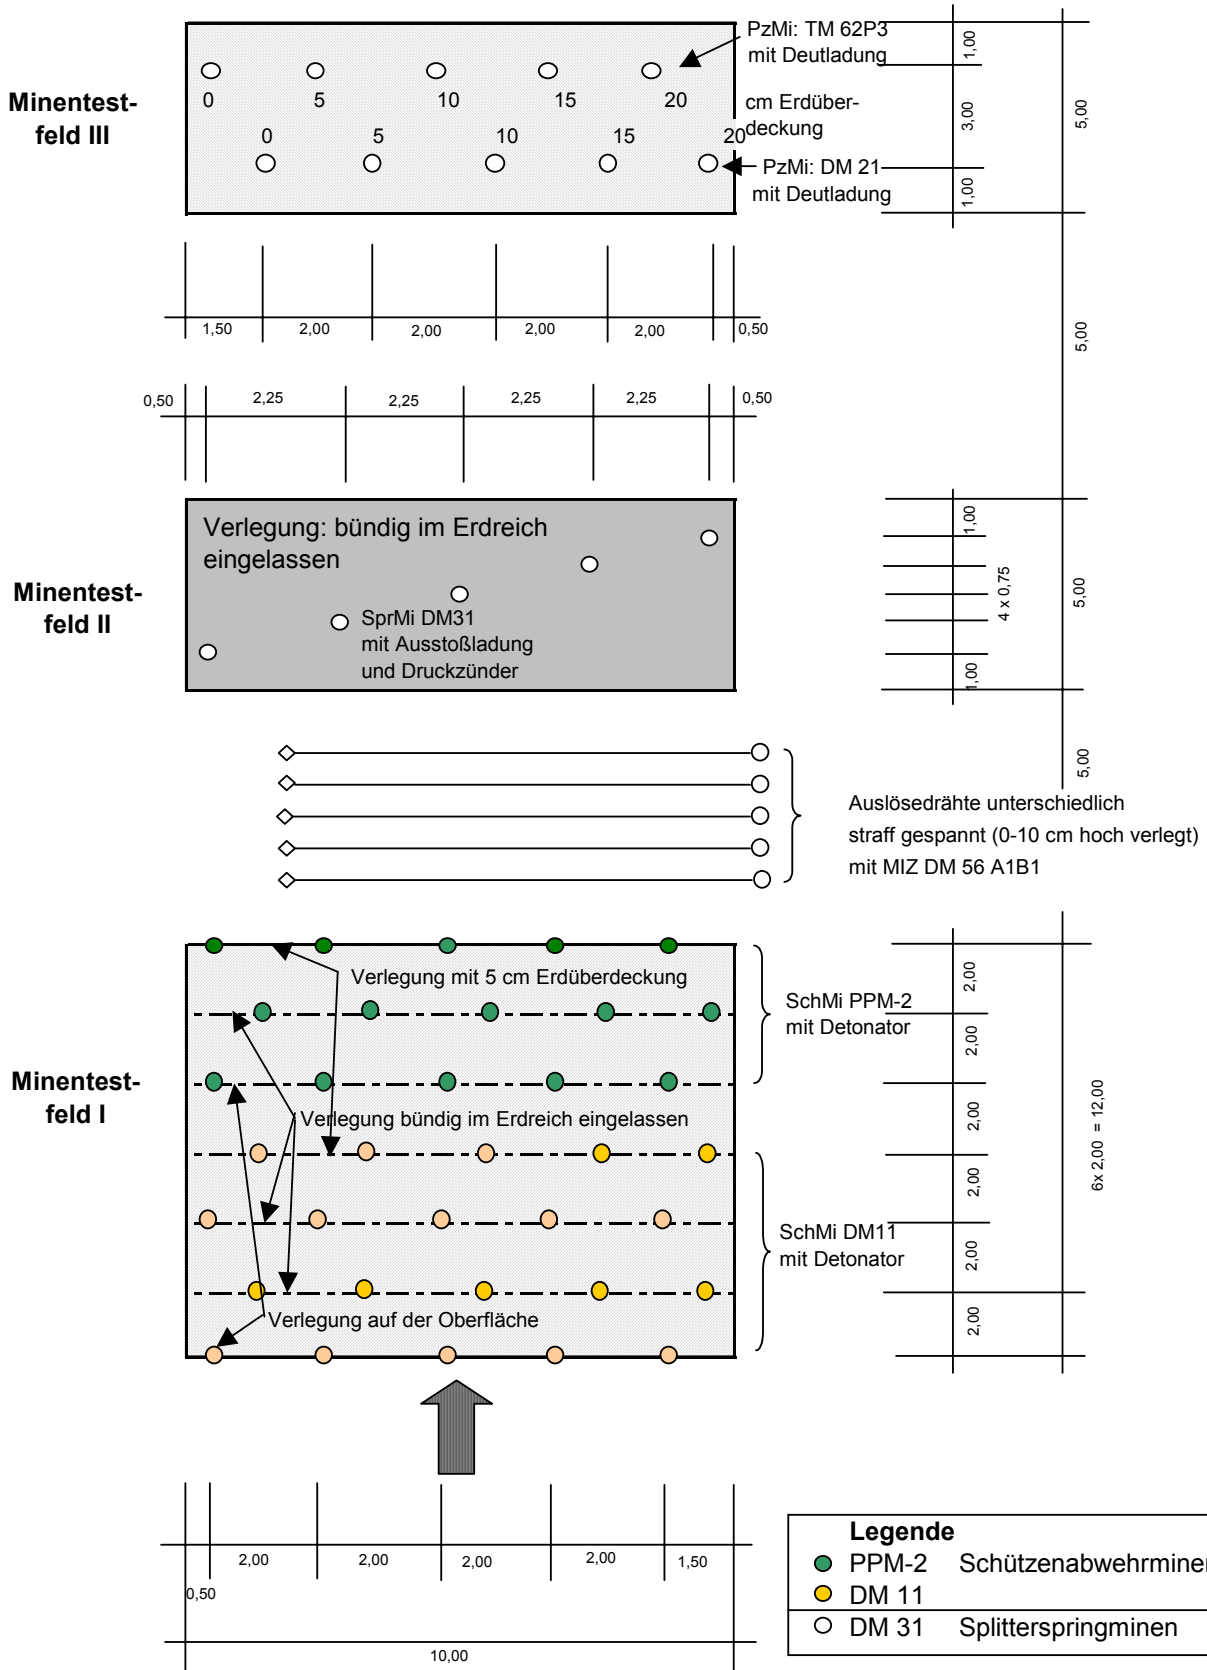 PzMi: TM 62P3
mit Deutladung
Minentest-
feld III
0 5 10 15 20
cm Erdüber-
deckung
0 5 10 15 20
PzMi: DM 21
mit Deutladung
1,00
3,00
1,00
5,00
1,50 2,00 2,00 2,00 2,00 0,50
5,00
0,50 2,25 2,25 2,25 2,25 0,50
Minentest-
feld II
Verlegung: bündig im Erdreich
eingelassen
SprMi DM31
mit Ausstoßladung
und Druckzünder
1,00
4 x 0,75
1,00
5,00
5,00
Auslösedrähte unterschiedlich
straff gespannt (0-10 cm hoch verlegt)
mit MIZ DM 56 A1B1
Minentest-
feld I
Verlegung mit 5 cm Erdüberdeckung
Verlegung bündig im Erdreich eingelassen
Verlegung auf der Oberfläche
SchMi PPM-2
mit Detonator
SchMi DM11
mit Detonator
2,00
2,00
2,00
2,00
2,00
2,00
6x 2,00 = 12,00
2,00 2,00 2,00 2,00 1,50
0,50
10,00
Legende
PPM-2 Schützenabwehrminen
DM 11
DM 31 Splitterspringminen